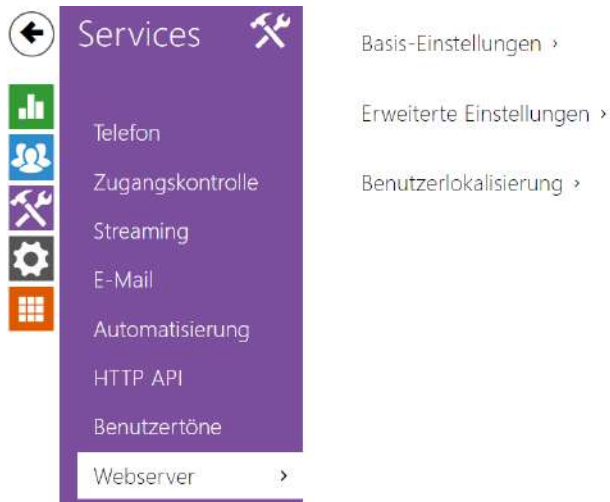 Services
Telefon
Zugangskontrolle
Streaming
E-Mail
Automatisierung
HTTP API
Benutzertöne
Webserver ›
Basis-Einstellungen ›
Erweiterte Einstellungen ›
Benutzerlokalisierung ›